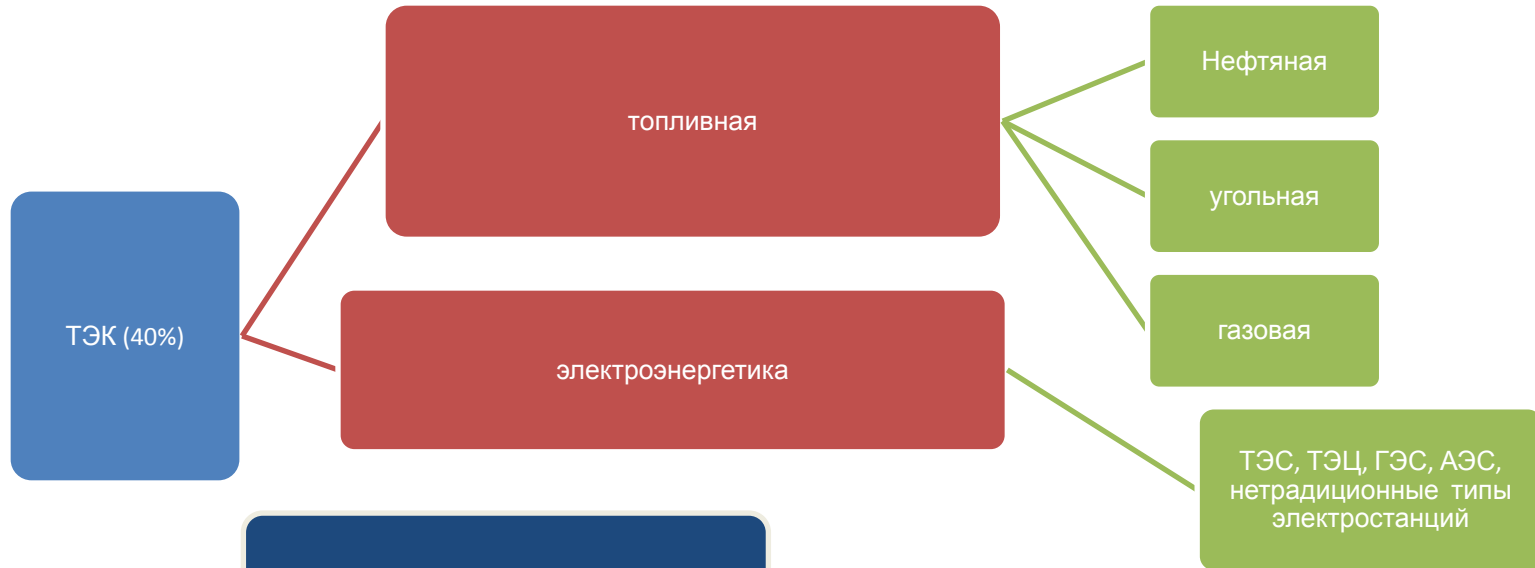 ТЭК (40%)
топливная
электроэнергетика
Нефтяная
угольная
газовая
ТЭС, ТЭЦ, ГЭС, АЭС,
нетрадиционные типы
электростанций